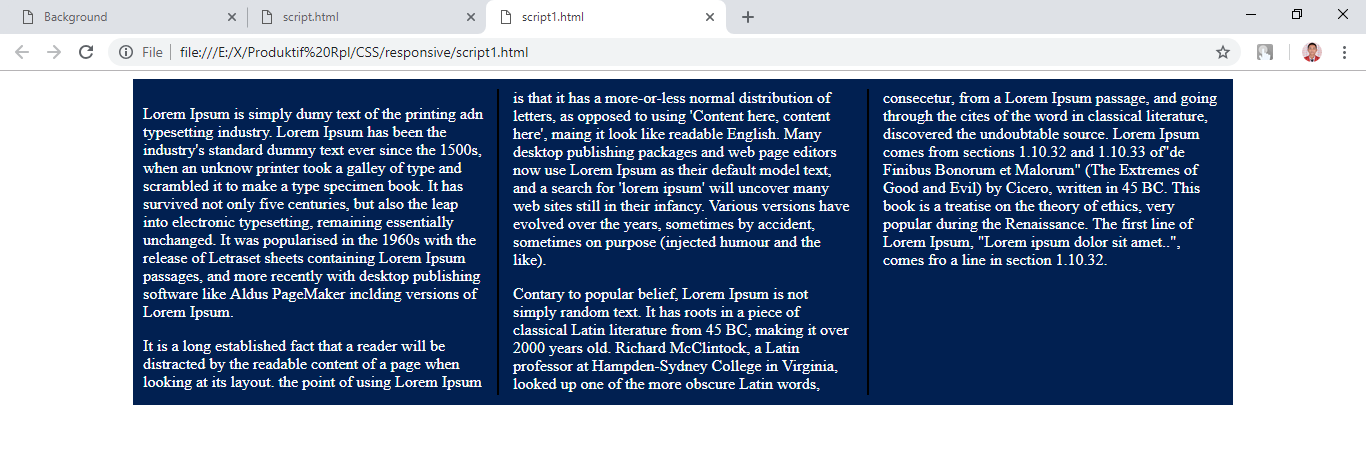 Background
script.html
script1.html
File
file:///E:/X/Produktif%20Rpl/CSS/responsive/script1.html
Lorem Ipsum is simply dumy text of the printing adn
typesetting industry. Lorem Ipsum has been the
industry's standard dummy text ever since the 1500s,
when an unknow printer took a galley of type and
scrambled it to make a type specimen book. It has
survived not only five centuries, but also the leap
into electronic typesetting, remaining essentially
unchanged. It was popularised in the 1960s with the
release of Letraset sheets containing Lorem Ipsum
passages, and more recently with desktop publishing
software like Aldus PageMaker inclding versions of
Lorem Ipsum.
It is a long established fact that a reader will be
distracted by the readable content of a page when
looking at its layout. the point of using Lorem Ipsum
is that it has a more-or-less normal distribution of
letters, as opposed to using 'Content here, content
here', maing it look like readable English. Many
desktop publishing packages and web page editors
now use Lorem Ipsum as their default model text,
and a search for 'lorem ipsum' will uncover many
web sites still in their infancy. Various versions have
evolved over the years, sometimes by accident,
sometimes on purpose (injected humour and the
like).
Contary to popular belief, Lorem Ipsum is not
simply random text. It has roots in a piece of
classical Latin literature from 45 BC, making it over
2000 years old. Richard McClintock, a Latin
professor at Hampden-Sydney College in Virginia,
looked up one of the more obscure Latin words,
consecetur, from a Lorem Ipsum passage, and going
through the cites of the word in classical literature,
discovered the undoubtable source. Lorem Ipsum
comes from sections 1.10.32 and 1.10.33 of"de
Finibus Bonorum et Malorum" (The Extremes of
Good and Evil) by Cicero, written in 45 BC. This
book is a treatise on the theory of ethics, very
popular during the Renaissance. The first line of
Lorem Ipsum, "Lorem ipsum dolor sit amet..",
comes fro a line in section 1.10.32.